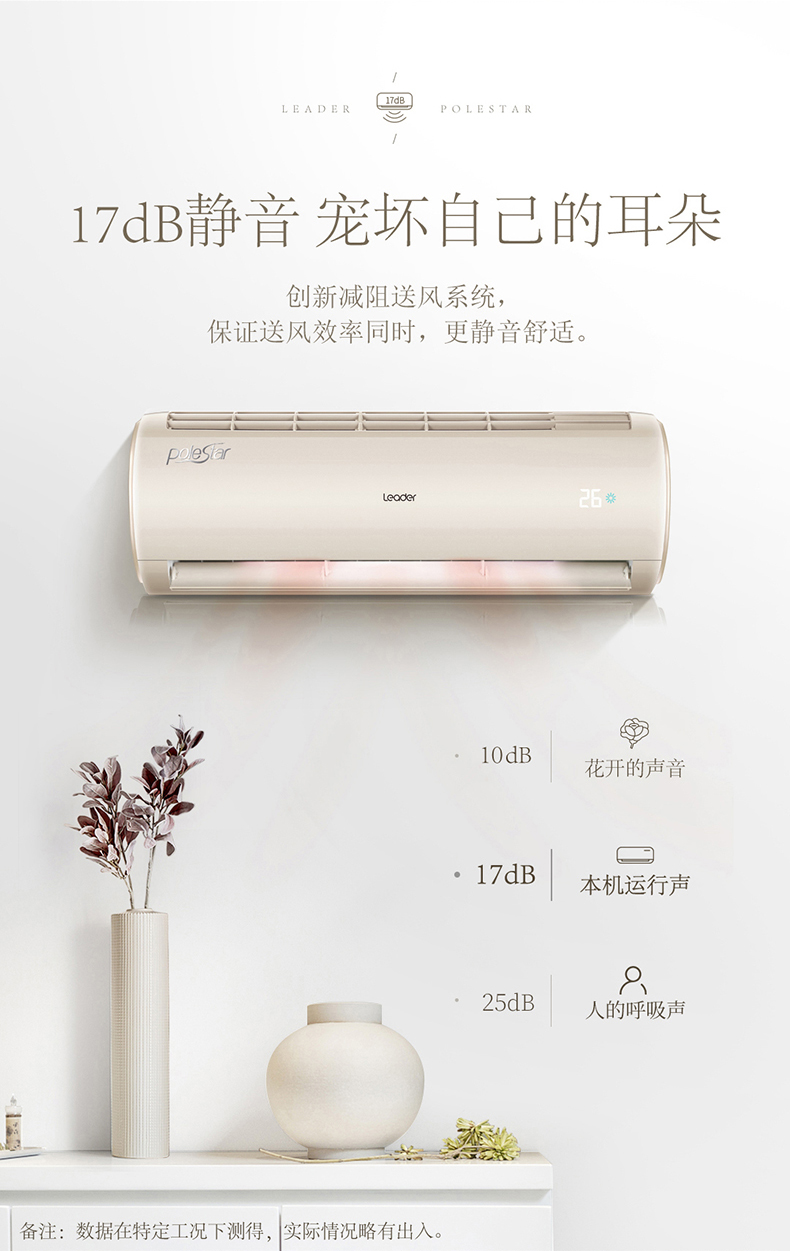 LEADER 17dB POLESTAR
17dB静音 宠坏自己的耳朵
创新减阻送风系统，
保证送风效率同时，更静音舒适。
poleStar
Leader
26
10dB 花开的声音
17dB 本机运行声
25dB 人的呼吸声
备注：数据在特定工况下测得，实际情况略有出入。